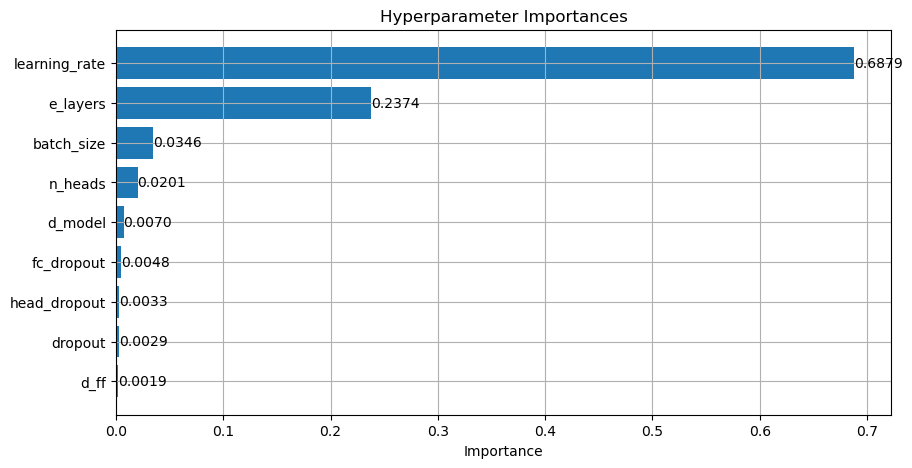 Hyperparameter Importances
learning_rate 0.6879
e_layers 0.2374
batch_size 0.0346
n_heads 0.0201
d_model 0.0070
fc_dropout 0.0048
head_dropout 0.0033
dropout 0.0029
d_ff 0.0019
0.0 0.1 0.2 0.3 0.4 0.5 0.6 0.7
Importance